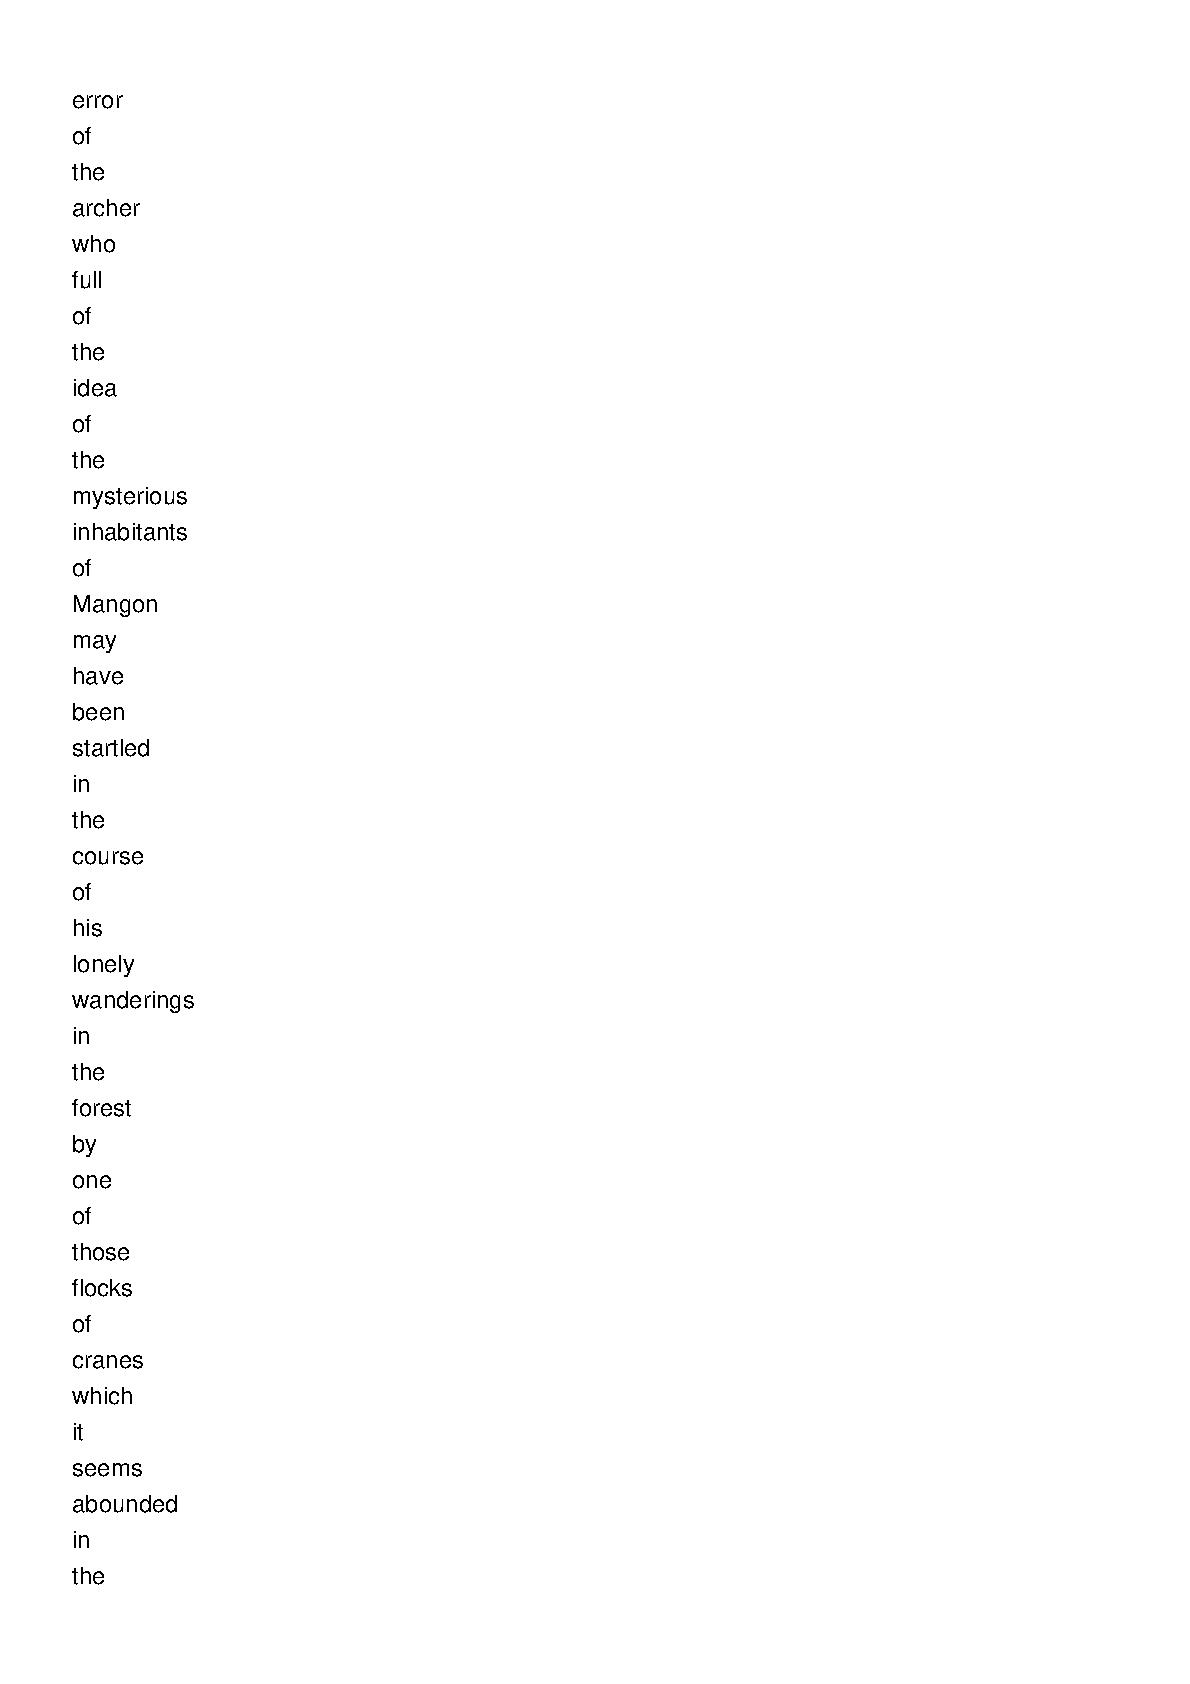 error
of
the
archer
who
full
of
the
idea
of
the
mysterious
inhabitants
of
Mangon
may
have
been
startled
in
the
course
of
his
lonely
wanderings
in
the
forest
by
one
of
those
flocks
of
cranes
which
it
seems
abounded
in
the